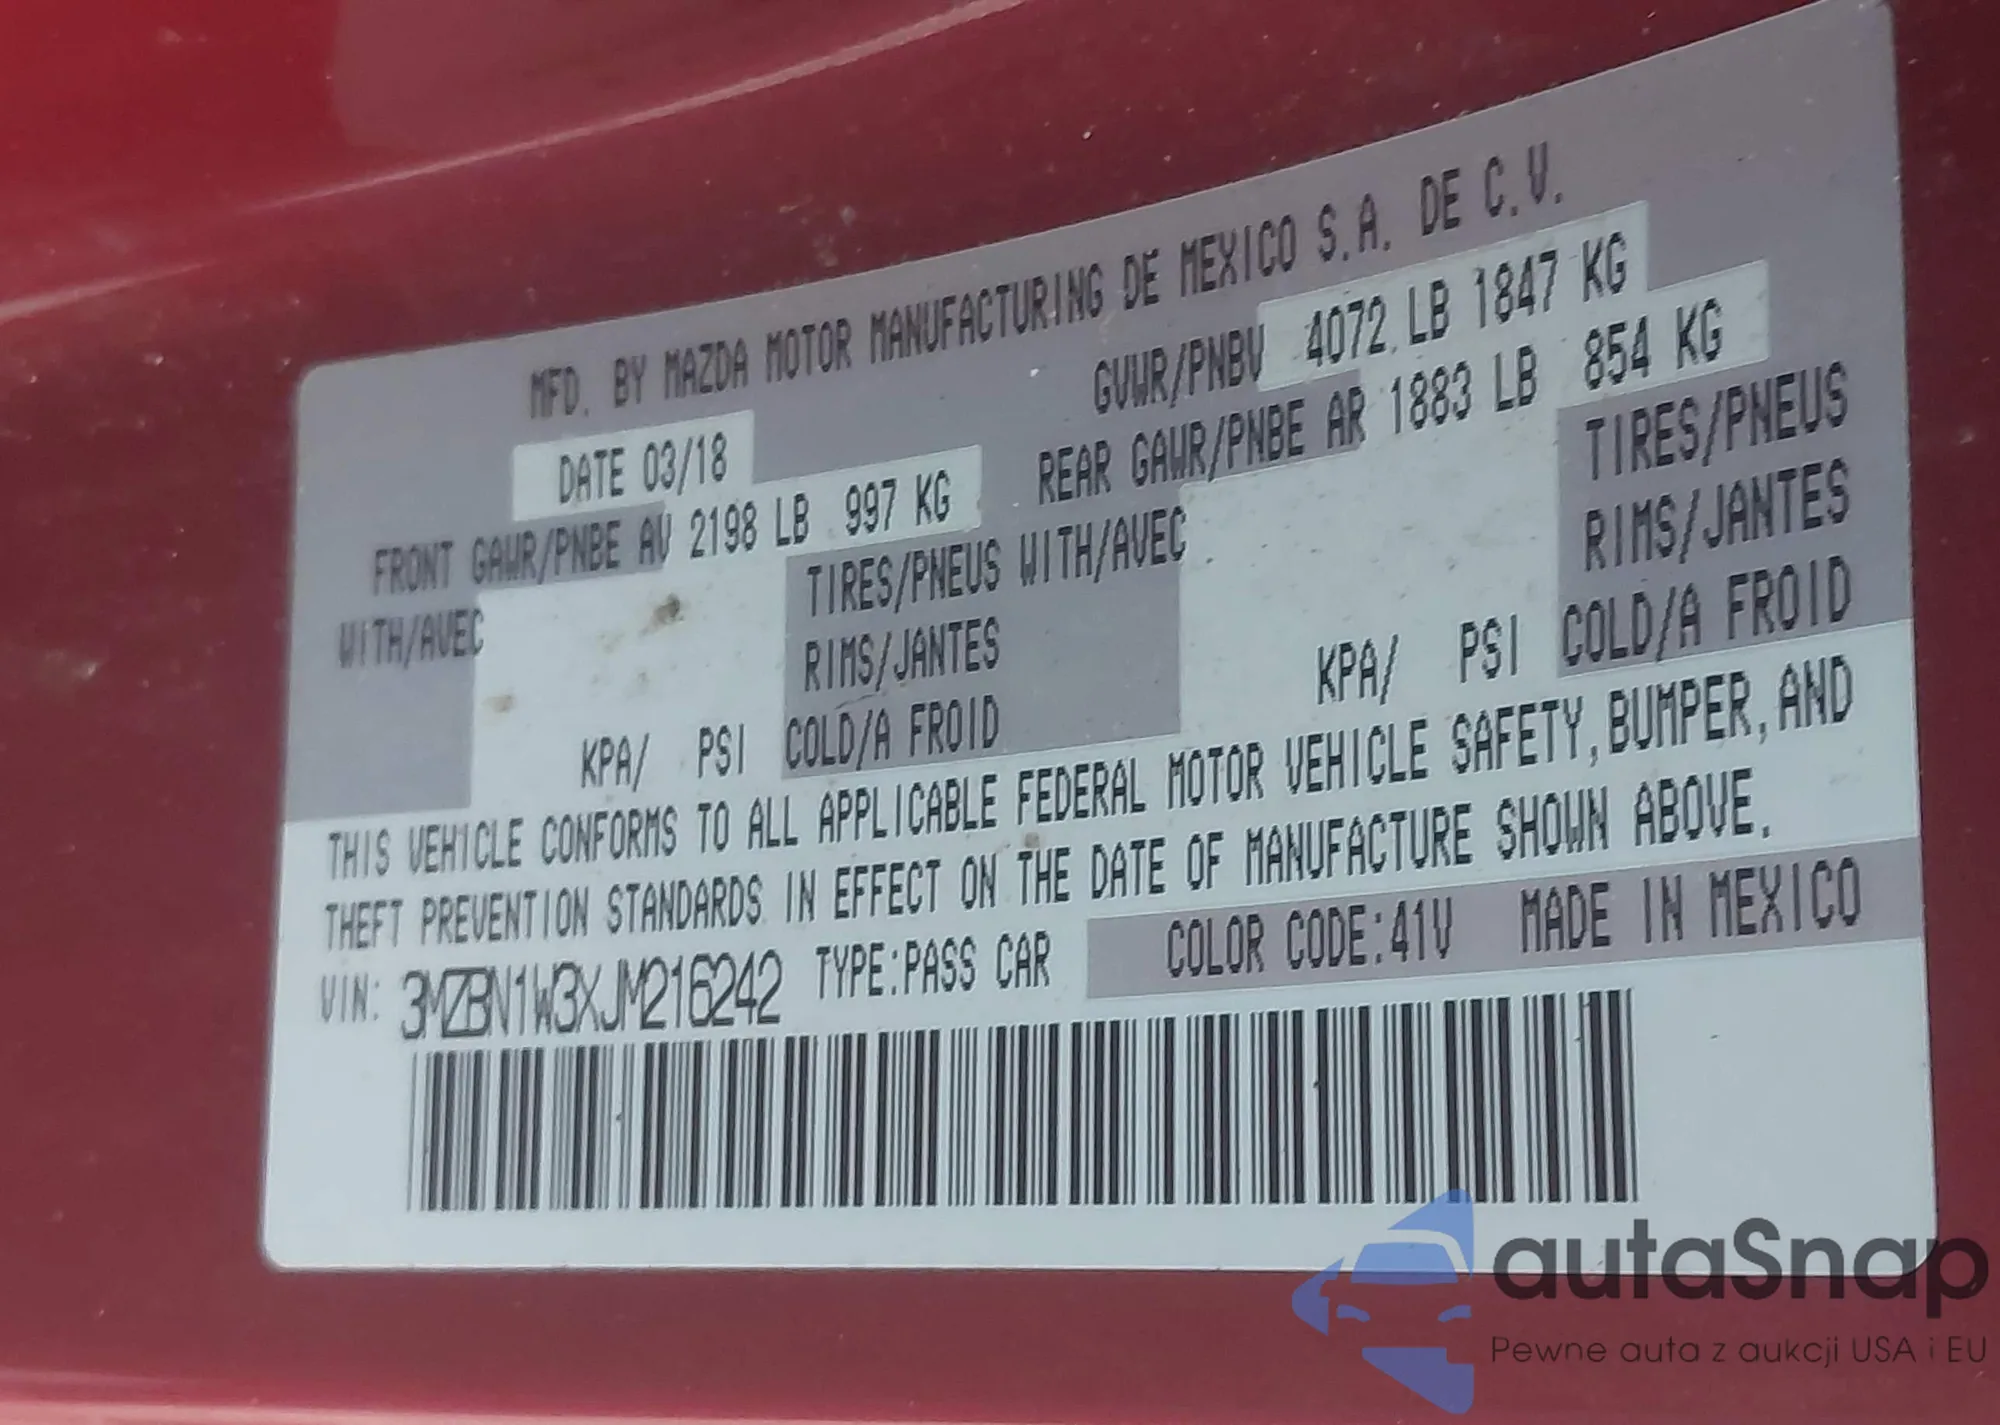 MFD. BY MAZDA MOTOR MANUFACTURING DE MEXICO S.A. DE C.V.
DATE 03/18
GVWR/PNBV 4072 LB 1847 KG
FRONT GAWR/PNBE AV 2198 LB 997 KG
REAR GAWR/PNBE AR 1883 LB 854 KG
WITH/AVEC
TIRES/PNEUS WITH/AVEC
TIRES/PNEUS
RIMS/JANTES
RIMS/JANTES
KPA/ PSI COLD/A FROID
KPA/ PSI COLD/A FROID
THIS VEHICLE CONFORMS TO ALL APPLICABLE FEDERAL MOTOR VEHICLE SAFETY, BUMPER, AND
THEFT PREVENTION STANDARDS IN EFFECT ON THE DATE OF MANUFACTURE SHOWN ABOVE.
VIN: 3MZBN1W3XJM216242 TYPE:PASS CAR COLOR CODE:41V MADE IN MEXICO
autaSnap
Pewne auta z aukcji USA i EU